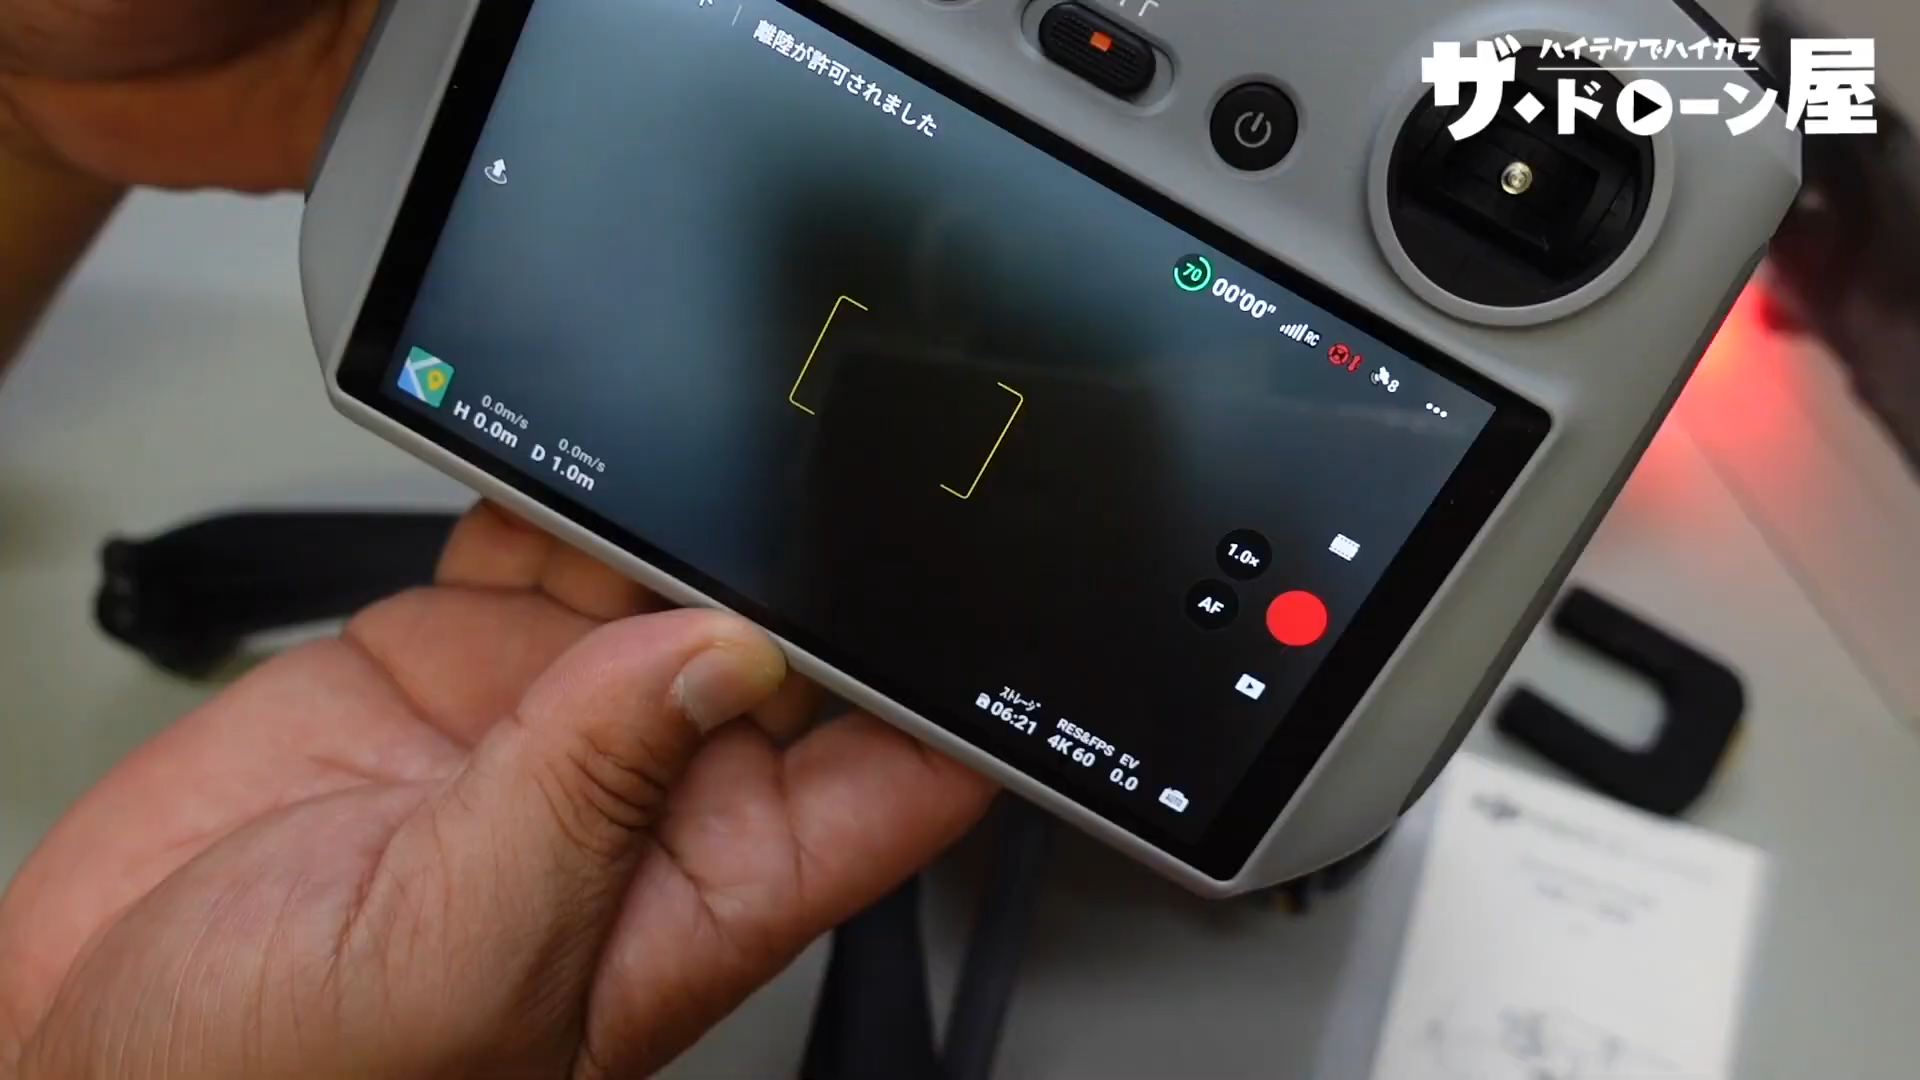 ハイテクでハイカラ
ザ・ドローン屋
離陸が許可されました
70 00'00" RC 8
0.0m/s 0.0m/s
H 0.0m D 1.0m
1.0×
AF
ストレージ RES&FPS EV
06:21 4K 60 0.0
AUTO